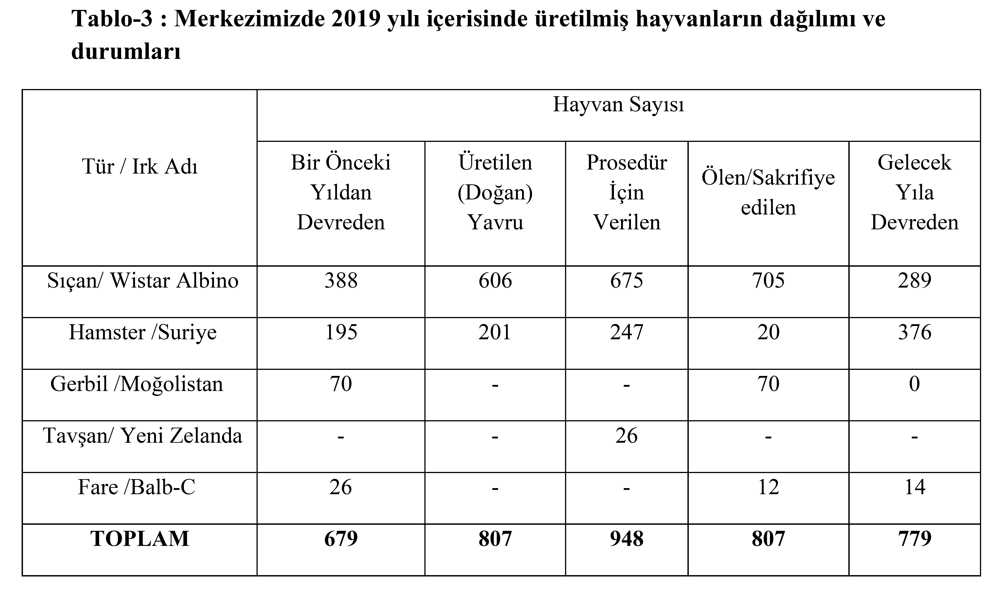 Tablo-3 : Merkezimizde 2019 yılı içerisinde üretilmiş hayvanların dağılımı ve
durumları
Hayvan Sayısı
Tür / Irk Adı
Bir Önceki
Yıldan
Devreden
Üretilen
(Doğan)
Yavru
Prosedür
İçin
Verilen
Ölen/Sakrifiye
edilen
Gelecek
Yıla
Devreden
Sıçan/ Wistar Albino 388 606 675 705 289
Hamster /Suriye 195 201 247 20 376
Gerbil /Moğolistan 70 - - 70 0
Tavşan/ Yeni Zelanda - - 26 - -
Fare /Balb-C 26 - - 12 14
TOPLAM 679 807 948 807 779